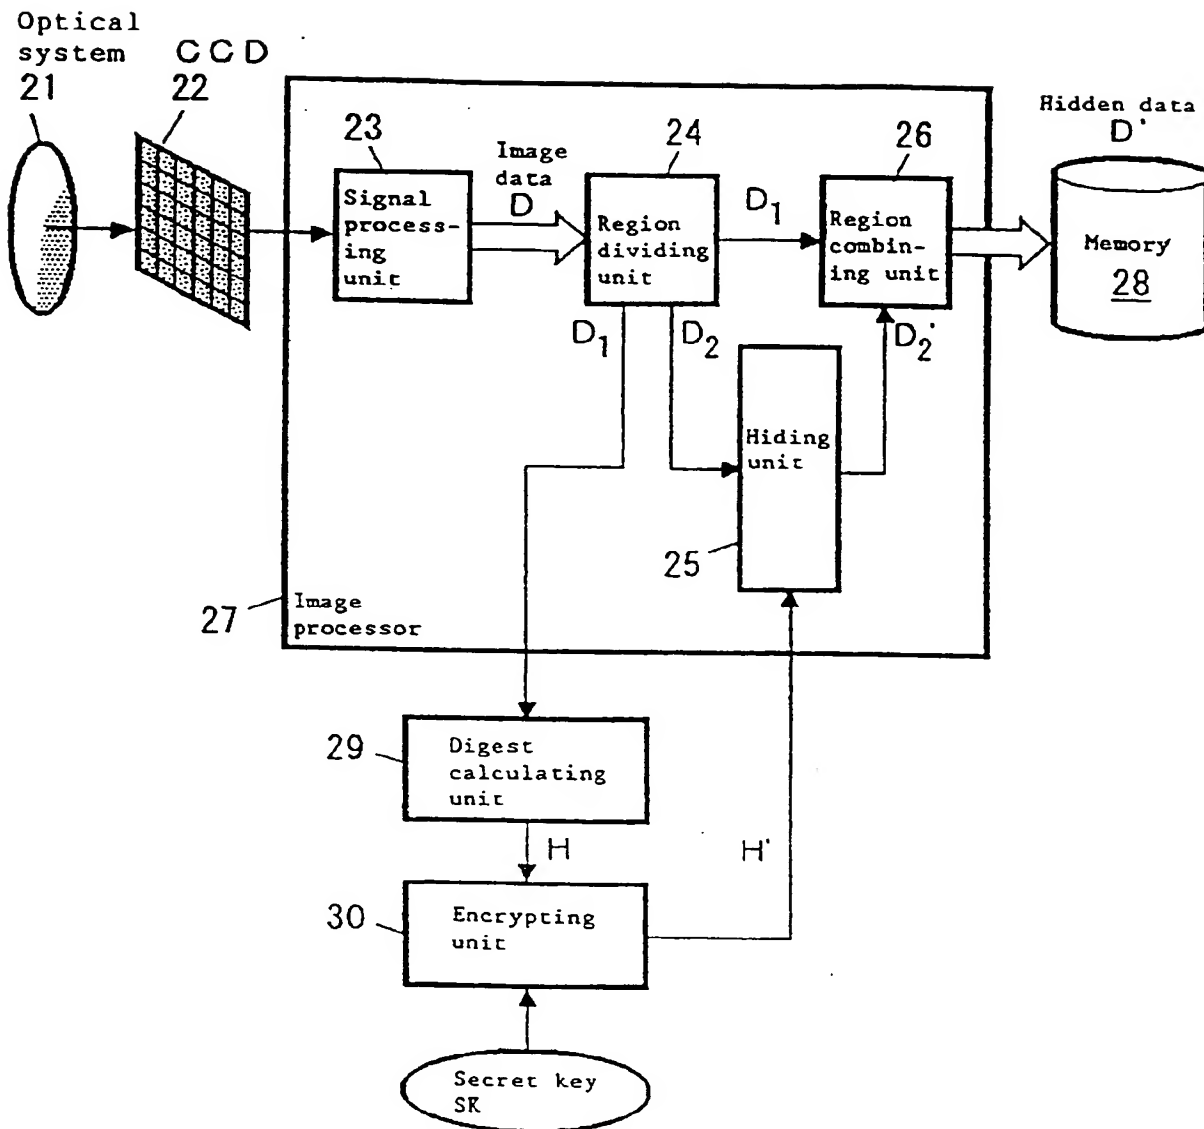 Optical
system
21
CCD
22
23
Signal
process-
ing
unit
Image
data
D
24
Region
dividing
unit
D1
26
Region
combin-
ing unit
Hidden data
D'
Memory
28
D1
D2
D2'
Hiding
unit
25
27
Image
processor
29
Digest
calculating
unit
H
H'
30
Encrypting
unit
Secret key
SK